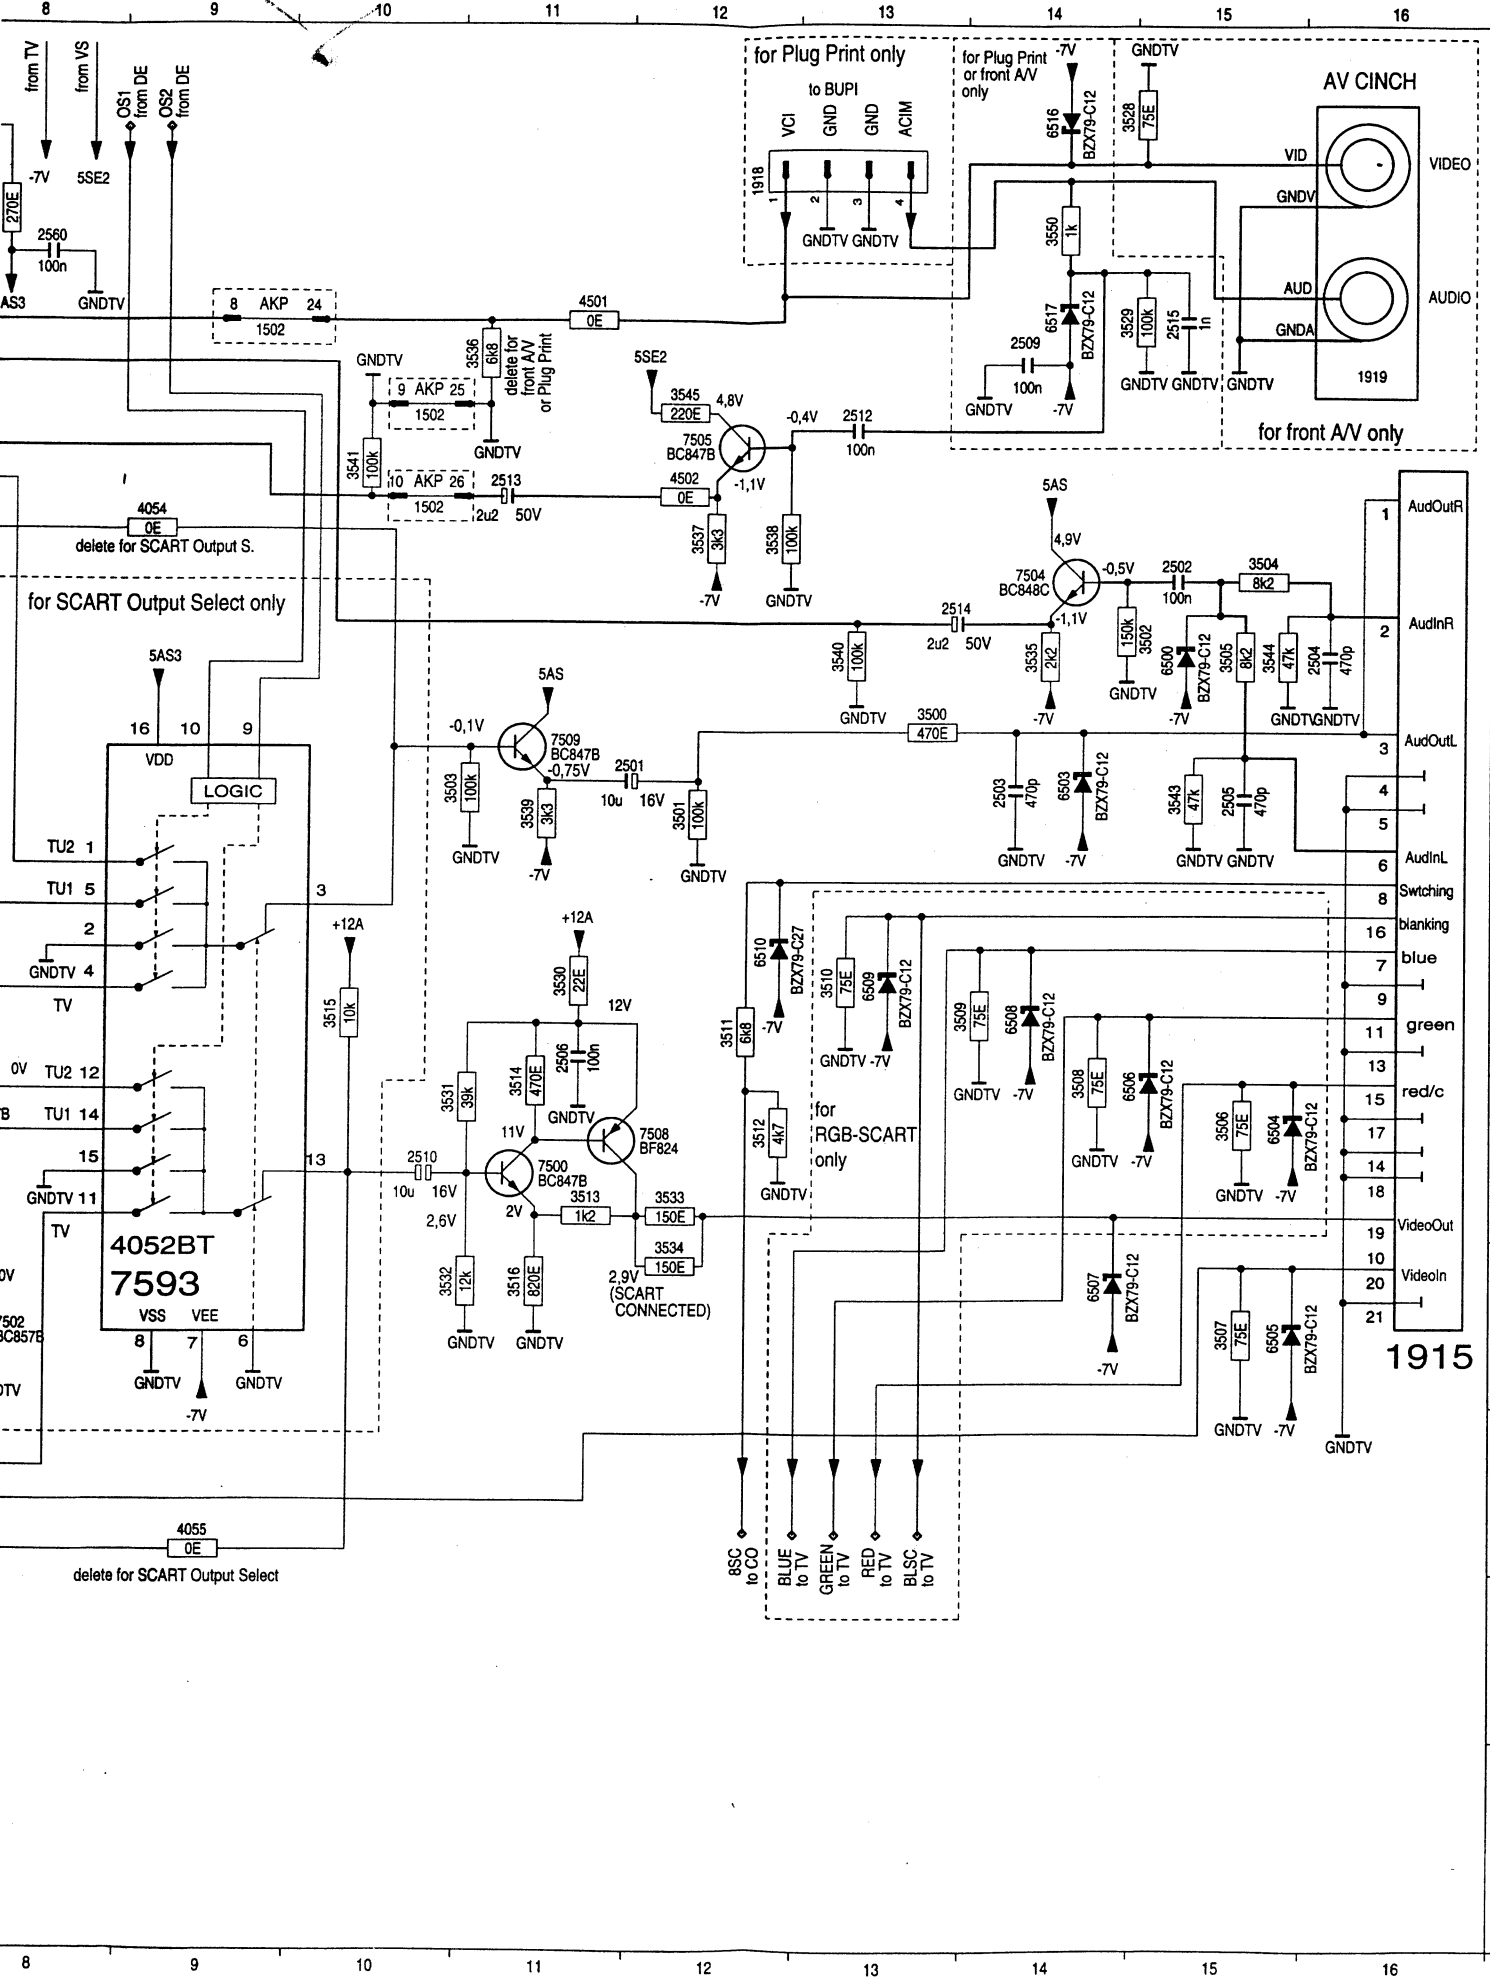 8 9 10 11 12 13 14 15 16
from TV
from VS
OS1
from DE
OS2
from DE
-7V
5SE2
270E
2560
100n
AS3
GNDTV
for Plug Print only
to BUPI
VCI
GND
GND
ACIM
1918
1 2 3 4
GNDTV GNDTV
for Plug Print
or front A/V
only
-7V
6516
BZX79-C12
GNDTV
3528
75E
AV CINCH
VID
VIDEO
GNDV
3550
1k
6517
BZX79-C12
3529
100k
2515
1n
AUD
AUDIO
GNDA
2509
100n
GNDTV
-7V
GNDTV GNDTV GNDTV
1919
for front A/V only
8 AKP 24
1502
4501
0E
3536
6k8
delete for
front A/V
or Plug Print
GNDTV
9 AKP 25
1502
GNDTV
3541
100k
10 AKP 26
1502
2513
2u2 50V
5SE2
3545
220E
4,8V
7505
BC847B
-0,4V
2512
100n
4502
0E
-1,1V
3537
3k3
3538
100k
-7V
GNDTV
4054
0E
delete for SCART Output S.
for SCART Output Select only
5AS
4,9V
7504
BC848C
-0,5V
2502
100n
3504
8k2
-1,1V
2514
2u2 50V
3540
100k
3535
2k2
150k
3502
6500
BZX79-C12
3505
8k2
3544
47k
2504
470p
GNDTV
-7V
GNDTV
-7V
GNDTV GNDTV
5AS3
16 10 9
VDD
LOGIC
5AS
-0,1V
7509
BC847B
-0,75V
2501
10u 16V
3503
100k
3539
3k3
3501
100k
GNDTV
-7V
GNDTV
3500
470E
2503
470p
6503
BZX79-C12
3543
47k
2505
470p
GNDTV
-7V
GNDTV GNDTV
TU2 1
TU1 5
2
GNDTV 4
TV
3
+12A
3515
10k
0V TU2 12
TU1 14
15
GNDTV 11
TV
13
4052BT
7593
VSS VEE
8 7 6
GNDTV
-7V
GNDTV
0V
7502
BC857B
+12A
3530
22E
12V
3531
39k
3514
470E
2506
100n
GNDTV
11V
7508
BF824
2510
10u 16V
7500
BC847B
2,6V
2V
3513
1k2
3533
150E
3534
150E
3532
12k
3516
820E
2,9V
(SCART
CONNECTED)
GNDTV GNDTV
6510
BZX79-C27
-7V
3511
6k8
3512
4k7
GNDTV
3510
75E
6509
BZX79-C12
GNDTV -7V
for
RGB-SCART
only
3509
75E
6508
BZX79-C12
GNDTV -7V
3508
75E
6506
BZX79-C12
GNDTV -7V
3506
75E
6504
BZX79-C12
GNDTV -7V
6507
BZX79-C12
-7V
3507
75E
6505
BZX79-C12
GNDTV -7V
GNDTV
1 AudOutR
2 AudInR
3 AudOutL
4
5
6 AudInL
8 Swtching
16 blanking
7 blue
9
11 green
13
15 red/c
17
14
18
19 VideoOut
10
20 VideoIn
21
1915
4055
0E
delete for SCART Output Select
8SC
to CO
BLUE
to TV
GREEN
to TV
RED
to TV
BLSC
to TV
8 9 10 11 12 13 14 15 16